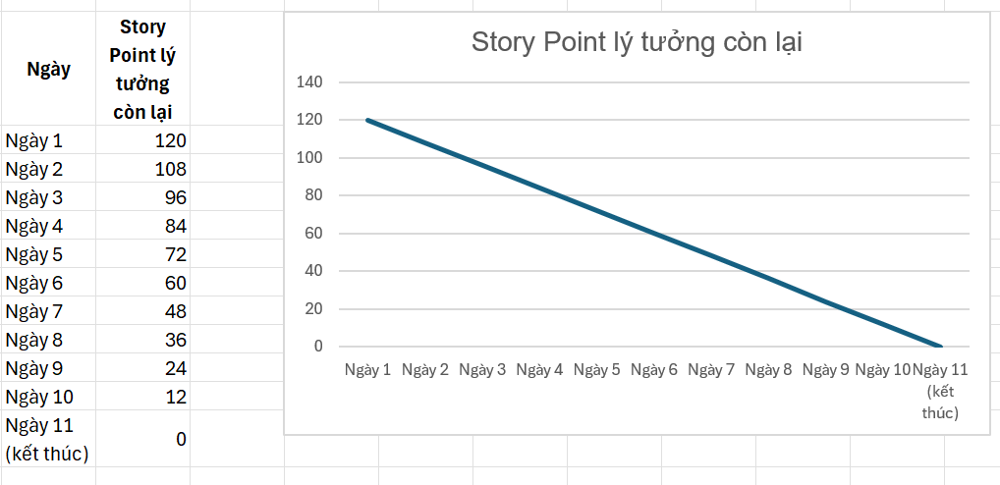 Ngày
Story
Point lý
tưởng
còn lại
Ngày 1 120
Ngày 2 108
Ngày 3 96
Ngày 4 84
Ngày 5 72
Ngày 6 60
Ngày 7 48
Ngày 8 36
Ngày 9 24
Ngày 10 12
Ngày 11
(kết thúc) 0
Story Point lý tưởng còn lại
140
120
100
80
60
40
20
0
Ngày 1 Ngày 2 Ngày 3 Ngày 4 Ngày 5 Ngày 6 Ngày 7 Ngày 8 Ngày 9 Ngày 10 Ngày 11
(kết
thúc)